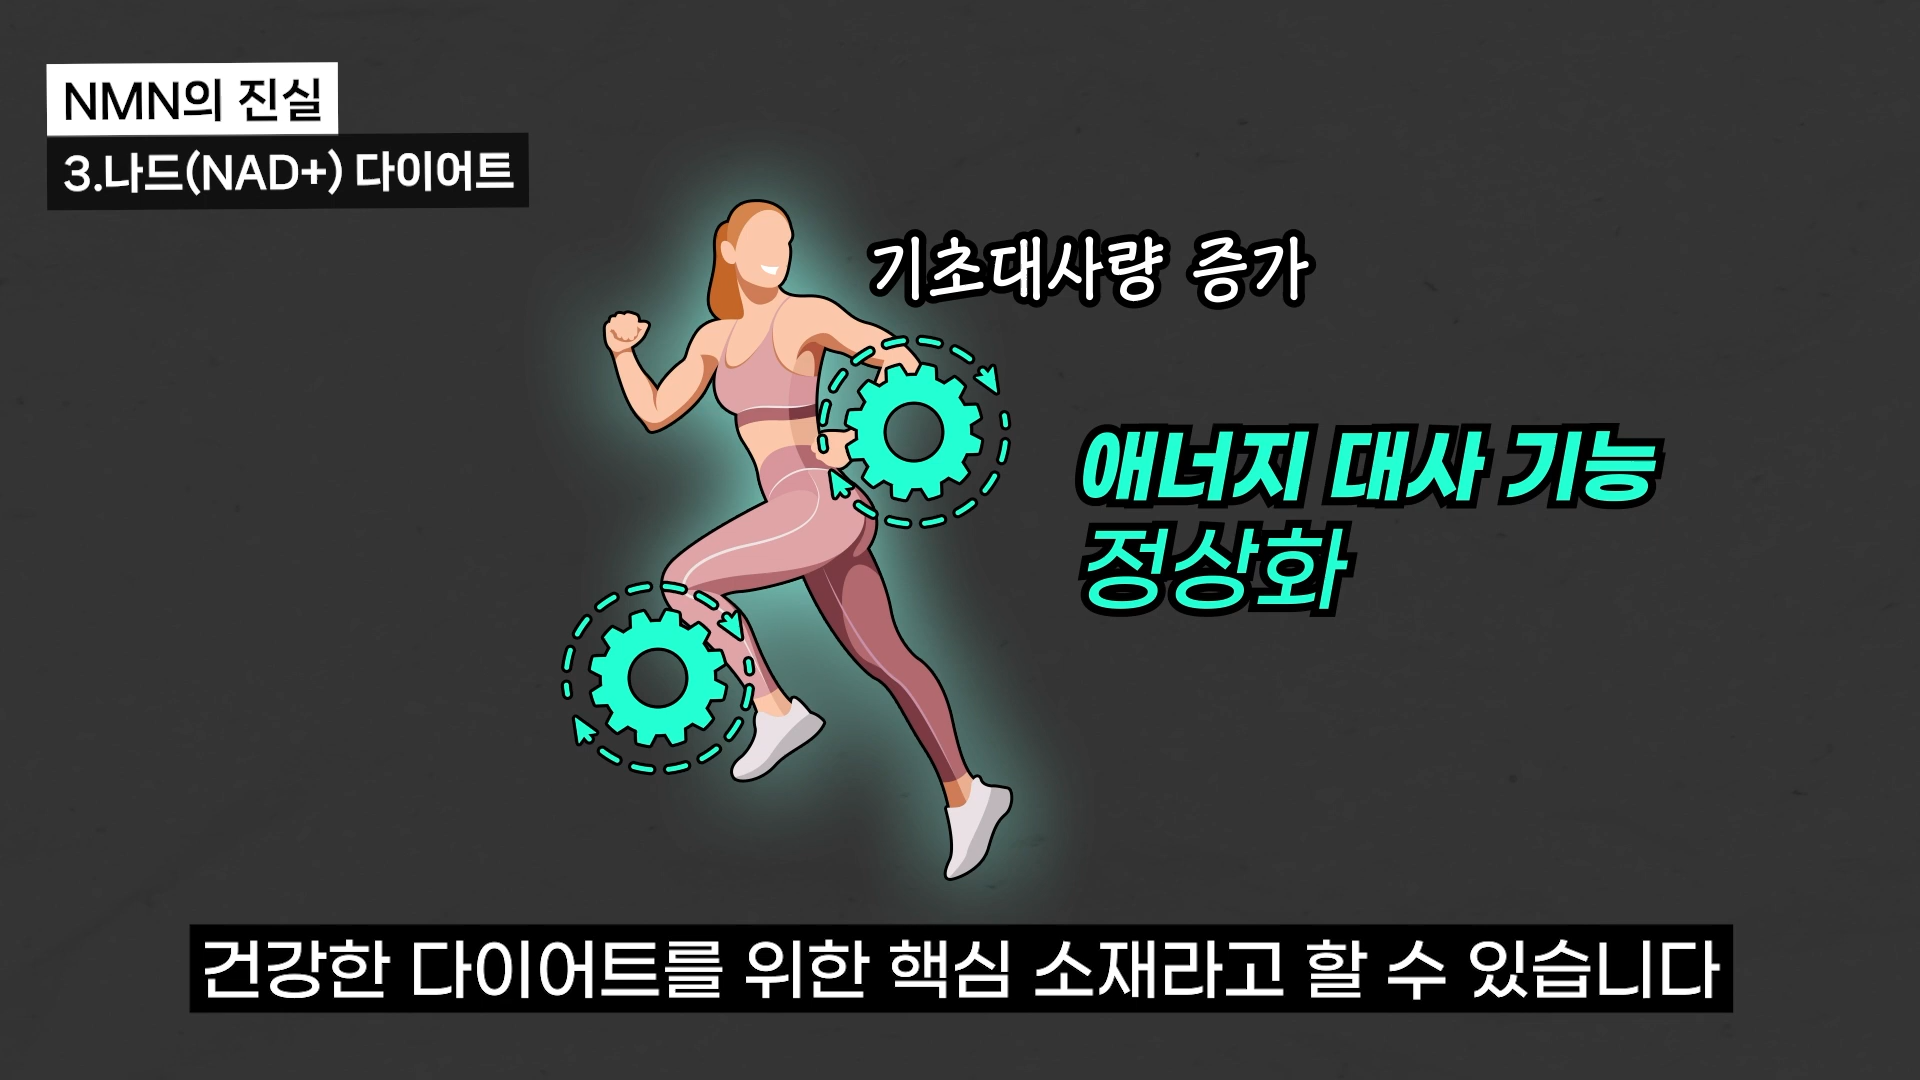 NMN의 진실
3.나드(NAD+) 다이어트
기초대사량 증가
애너지 대사 기능
정상화
건강한 다이어트를 위한 핵심 소재라고 할 수 있습니다